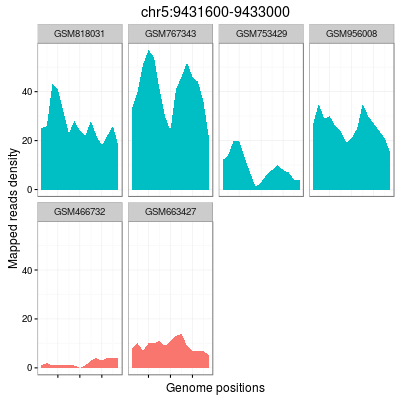 chr5:9431600-9433000
GSM818031 GSM767343 GSM753429 GSM956008
40
20
0
GSM466732 GSM663427
40
20
0
Mapped reads density
Genome positions